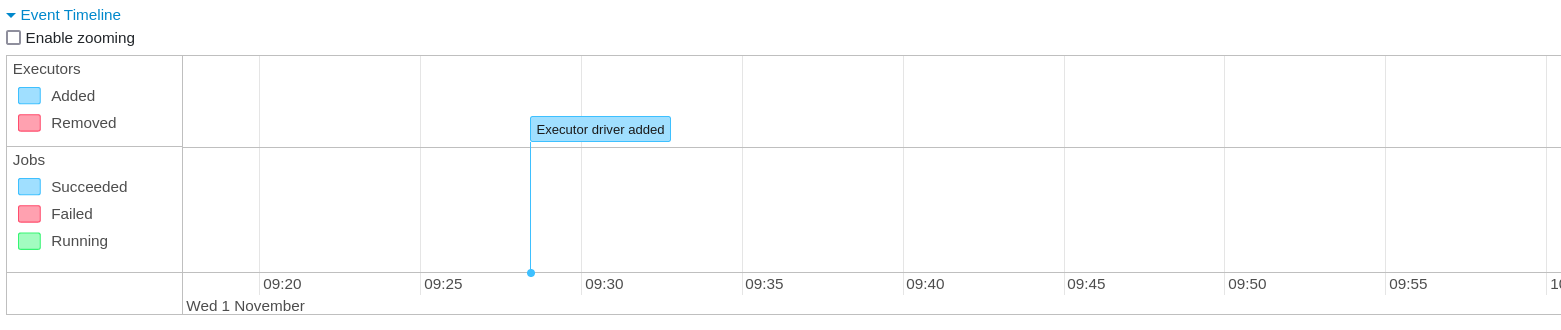 Event Timeline
Enable zooming
Executors
Added
Removed
Executor driver added
Jobs
Succeeded
Failed
Running
09:20 09:25 09:30 09:35 09:40 09:45 09:50 09:55
Wed 1 November